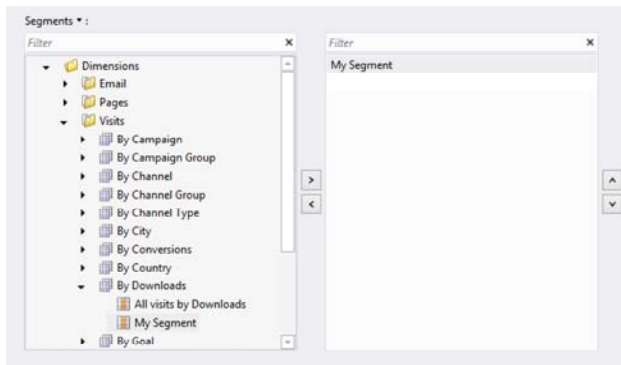 Segments ▾ :
Filter
Dimensions
Email
Pages
Visits
By Campaign
By Campaign Group
By Channel
By Channel Group
By Channel Type
By City
By Conversions
By Country
By Downloads
All visits by Downloads
My Segment
By Goal
Filter
My Segment